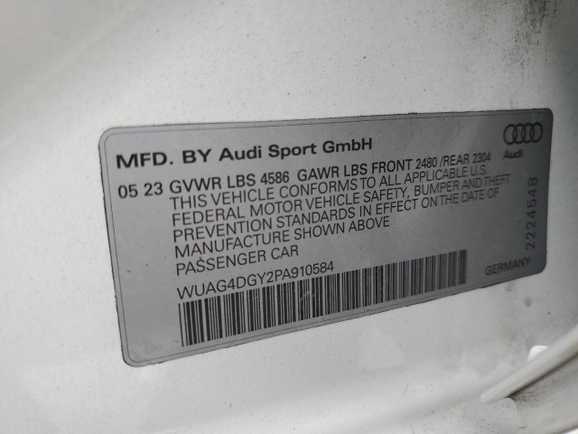 MFD. BY Audi Sport GmbH
Audi
05 23 GVWR LBS 4586 GAWR LBS FRONT 2480 /REAR 2304
THIS VEHICLE CONFORMS TO ALL APPLICABLE U.S.
FEDERAL MOTOR VEHICLE SAFETY, BUMPER AND THEFT
PREVENTION STANDARDS IN EFFECT ON THE DATE OF
MANUFACTURE SHOWN ABOVE
PASSENGER CAR
WUAG4DGY2PA910584
GERMANY
2224548